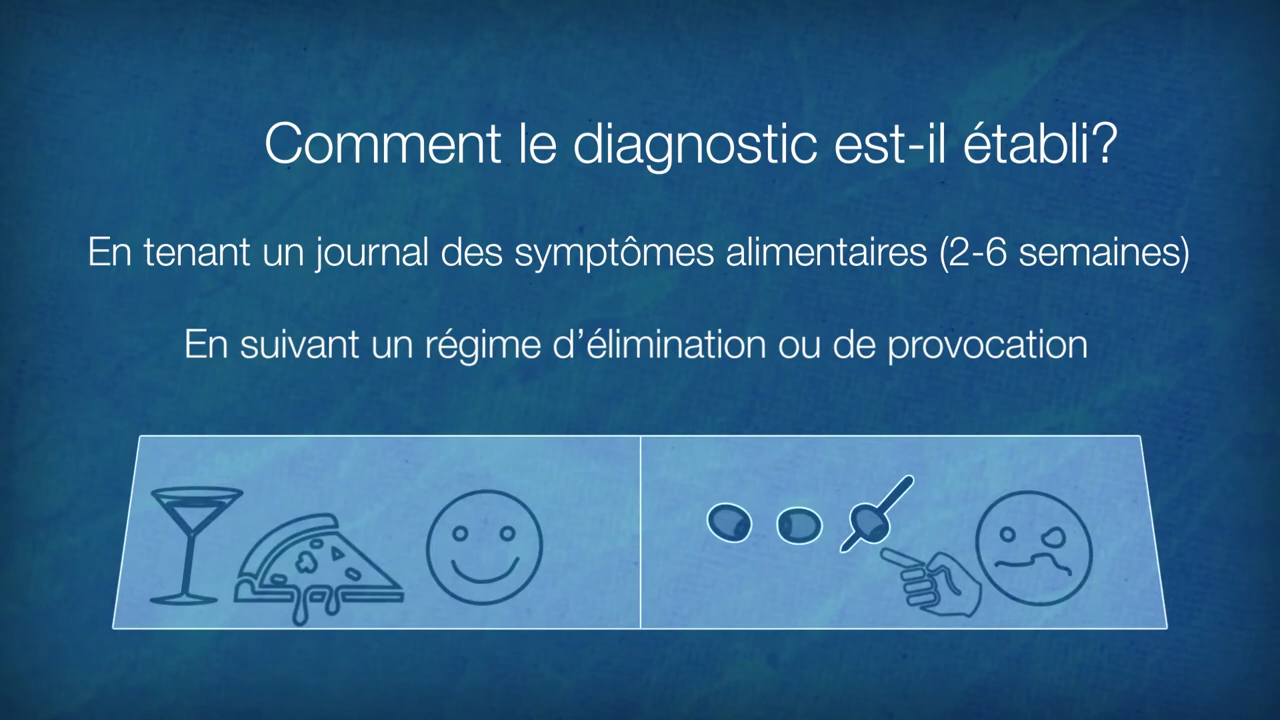 Comment le diagnostic est-il établi?
En tenant un journal des symptômes alimentaires (2-6 semaines)
En suivant un régime d’élimination ou de provocation